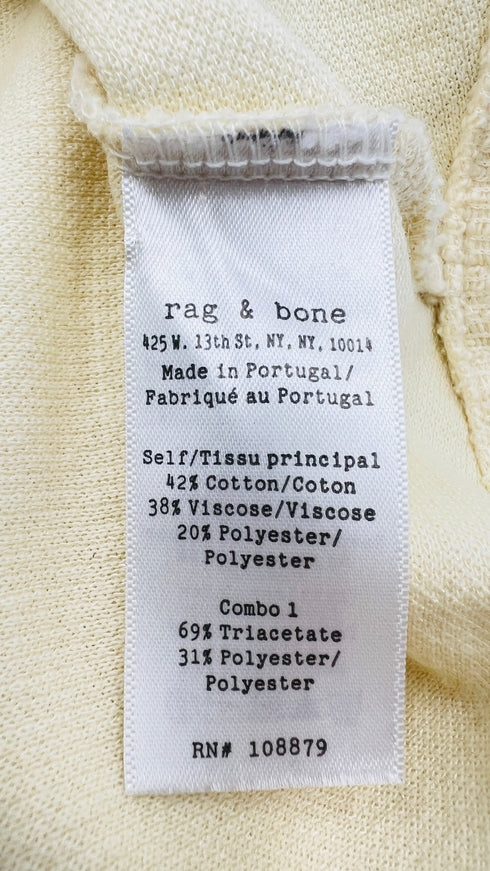 rag & bone
425 W. 13th St, NY, NY, 10014
Made in Portugal/
Fabriqué au Portugal
Self/Tissu principal
42% Cotton/Coton
38% Viscose/Viscose
20% Polyester/
Polyester
Combo 1
69% Triacetate
31% Polyester/
Polyester
RN# 108879